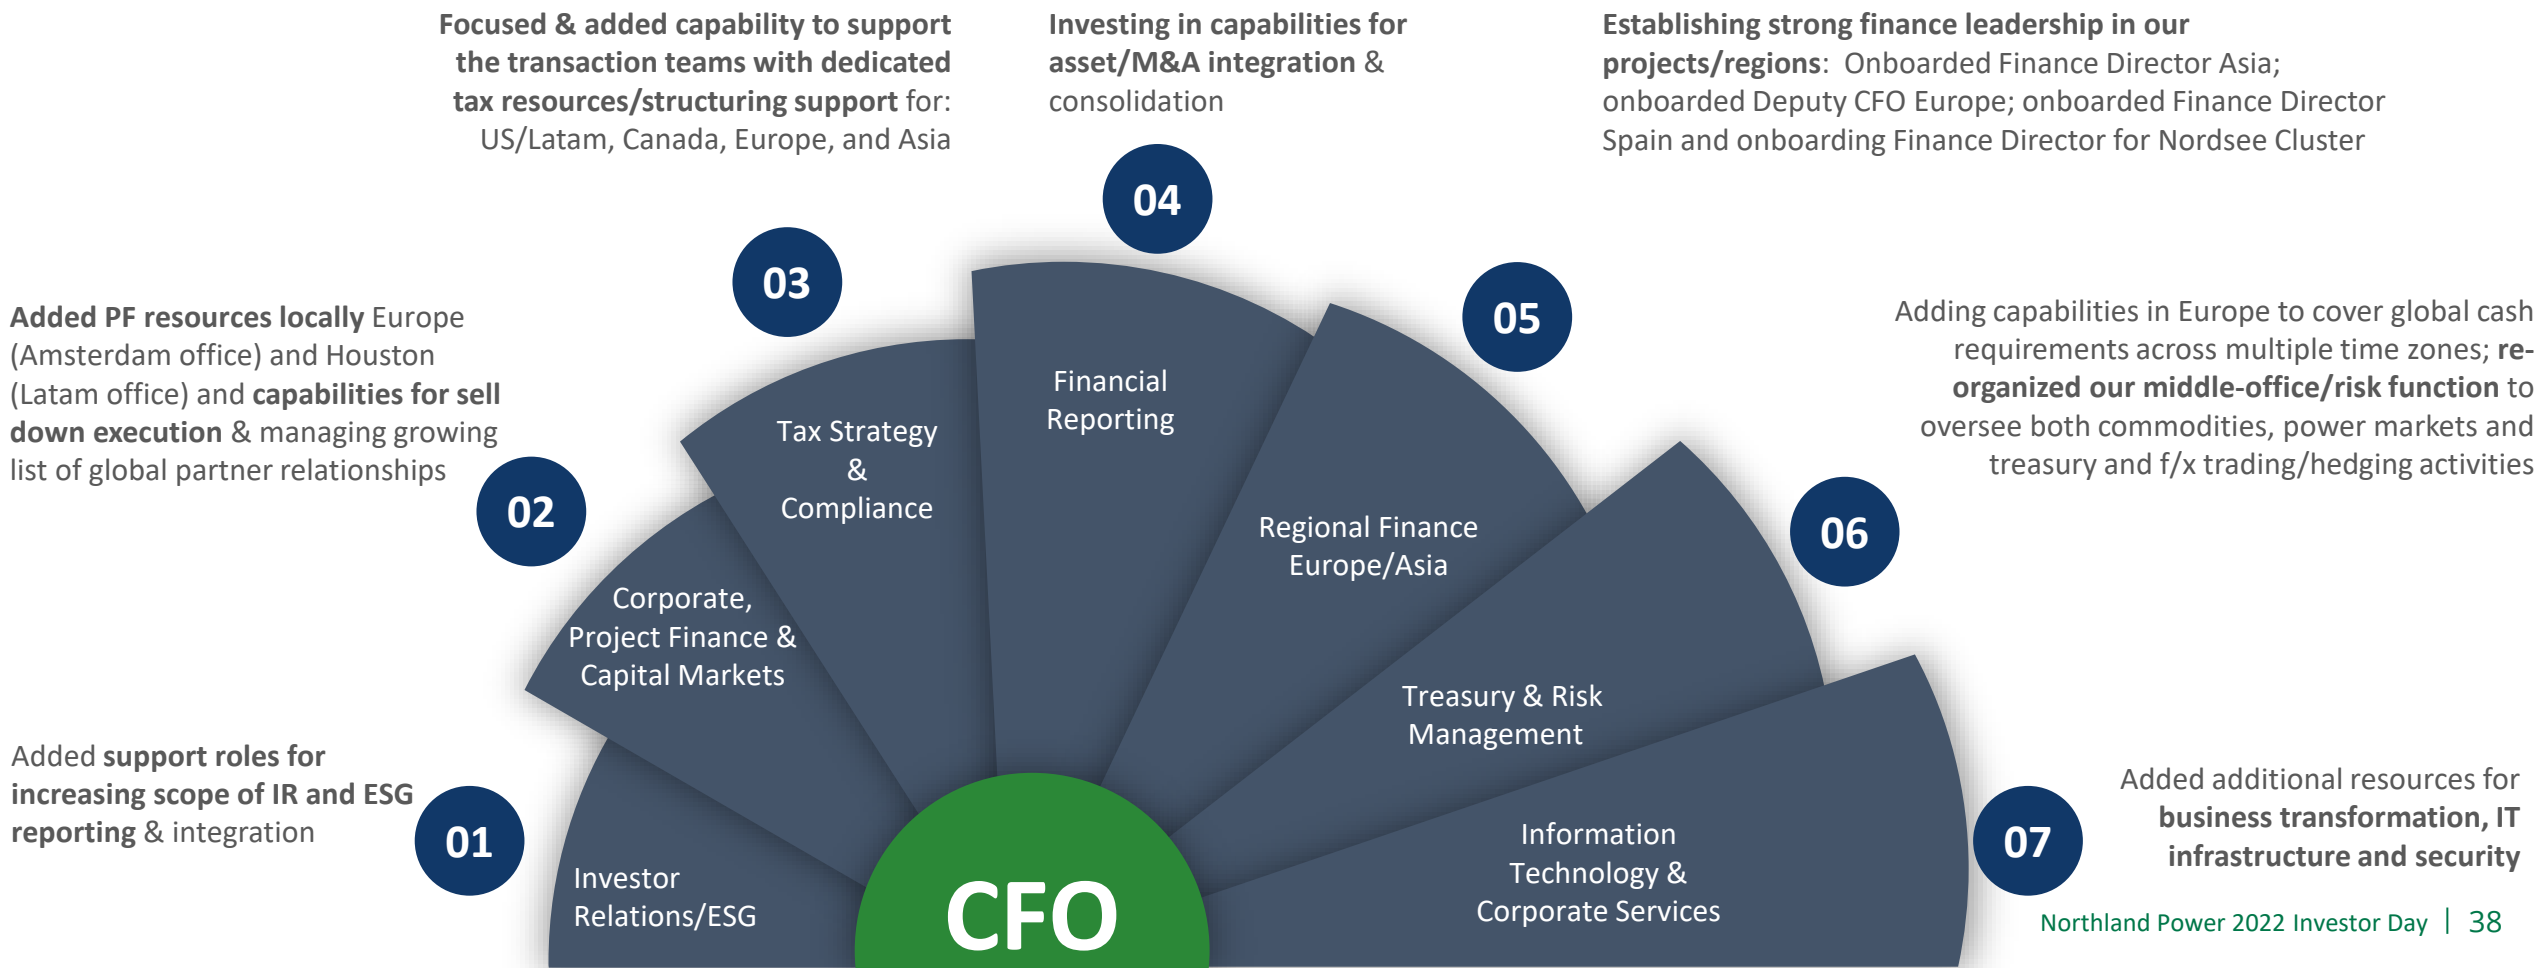 Focused & added capability to support
the transaction teams with dedicated
tax resources/structuring support for:
US/Latam, Canada, Europe, and Asia
Investing in capabilities for
asset/M&A integration &
consolidation
Establishing strong finance leadership in our
projects/regions: Onboarded Finance Director Asia;
onboarded Deputy CFO Europe; onboarded Finance Director
Spain and onboarding Finance Director for Nordsee Cluster
04
03
05
Added PF resources locally Europe
(Amsterdam office) and Houston
(Latam office) and capabilities for sell
down execution & managing growing
list of global partner relationships
Adding capabilities in Europe to cover global cash
requirements across multiple time zones; re-
organized our middle-office/risk function to
oversee both commodities, power markets and
treasury and f/x trading/hedging activities
02
06
Financial
Reporting
Tax Strategy
&
Compliance
Regional Finance
Europe/Asia
Corporate,
Project Finance &
Capital Markets
Treasury & Risk
Management
Added support roles for
increasing scope of IR and ESG
reporting & integration
01
Investor
Relations/ESG
CFO
Information
Technology &
Corporate Services
07
Added additional resources for
business transformation, IT
infrastructure and security
Northland Power 2022 Investor Day | 38